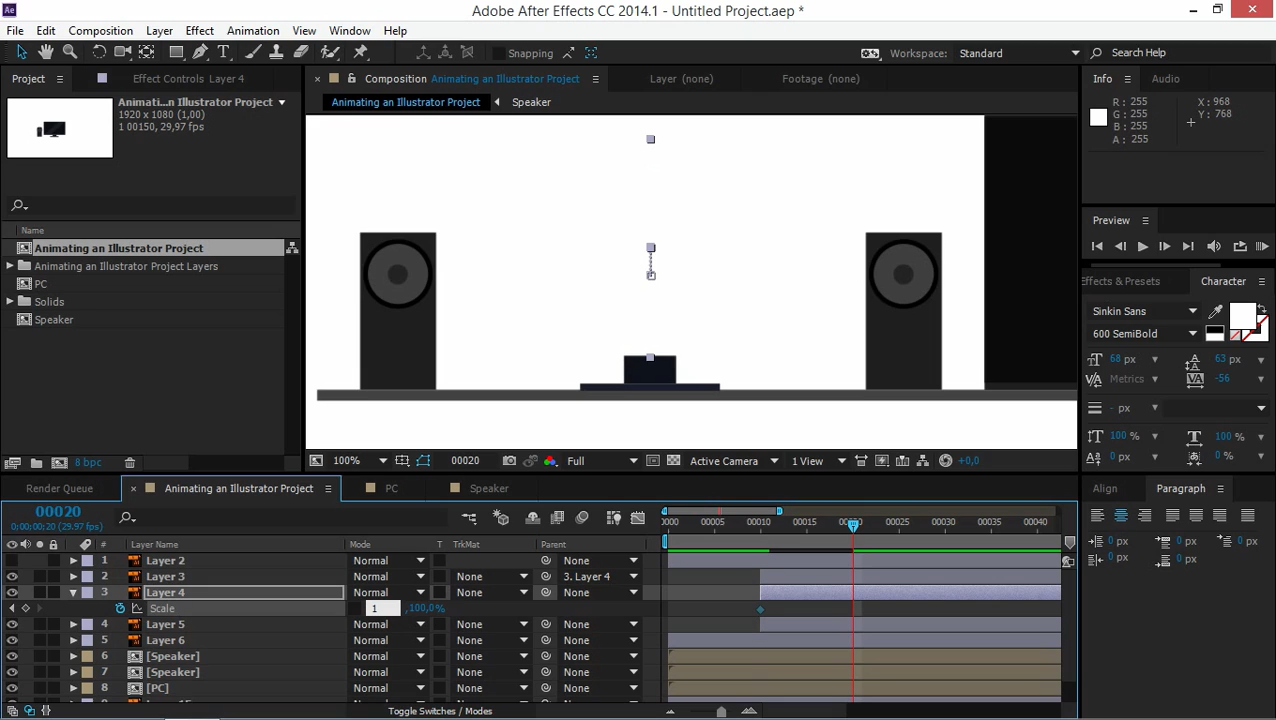 Ae Adobe After Effects CC 2014.1 - Untitled Project.aep *
File Edit Composition Layer Effect Animation View Window Help
Snapping Workspace: Standard Search Help
Project Effect Controls Layer 4
Composition Animating an Illustrator Project Layer (none) Footage (none)
Info Audio
Animating an Illustrator Project Speaker
Animati...n Illustrator Project
1920 x 1080 (1,00)
1 00150, 29,97 fps
R: 255 X: 968
G: 255 Y: 768
B: 255
A: 255
Preview
Name
Animating an Illustrator Project
Animating an Illustrator Project Layers
PC
Solids
Speaker
Effects & Presets Character
Sinkin Sans
600 SemiBold
68 px 63 px
Metrics -56
- px
100 % 100 %
0 px 0 %
8 bpc
100% 00020 Full Active Camera 1 View +0,0
Render Queue Animating an Illustrator Project PC Speaker
Align Paragraph
0 px 0 px 0 px
0 px 0 px
00020
0;00;00;20 (29.97 fps)
0000 00005 00010 00015 00025 00030 00035 00040
# Layer Name Mode T TrkMat Parent
1 Layer 2 Normal None
2 Layer 3 Normal None 3. Layer 4
3 Layer 4 Normal None None
Scale 1 ,100,0%
4 Layer 5 Normal None None
5 Layer 6 Normal None None
6 [Speaker] Normal None None
7 [Speaker] Normal None None
8 [PC] Normal None None
Toggle Switches / Modes